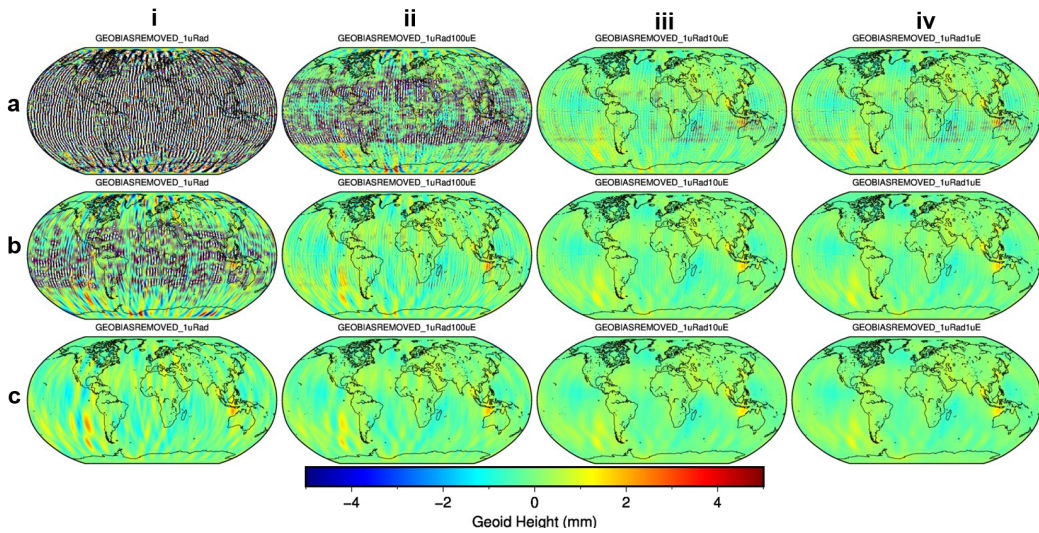 i ii iii iv
GEOBIASREMOVED_1uRad GEOBIASREMOVED_1uRad100uE GEOBIASREMOVED_1uRad10uE GEOBIASREMOVED_1uRad1uE
a
GEOBIASREMOVED_1uRad GEOBIASREMOVED_1uRad100uE GEOBIASREMOVED_1uRad10uE GEOBIASREMOVED_1uRad1uE
b
GEOBIASREMOVED_1uRad GEOBIASREMOVED_1uRad100uE GEOBIASREMOVED_1uRad10uE GEOBIASREMOVED_1uRad1uE
c
−4 −2 0 2 4
Geoid Height (mm)